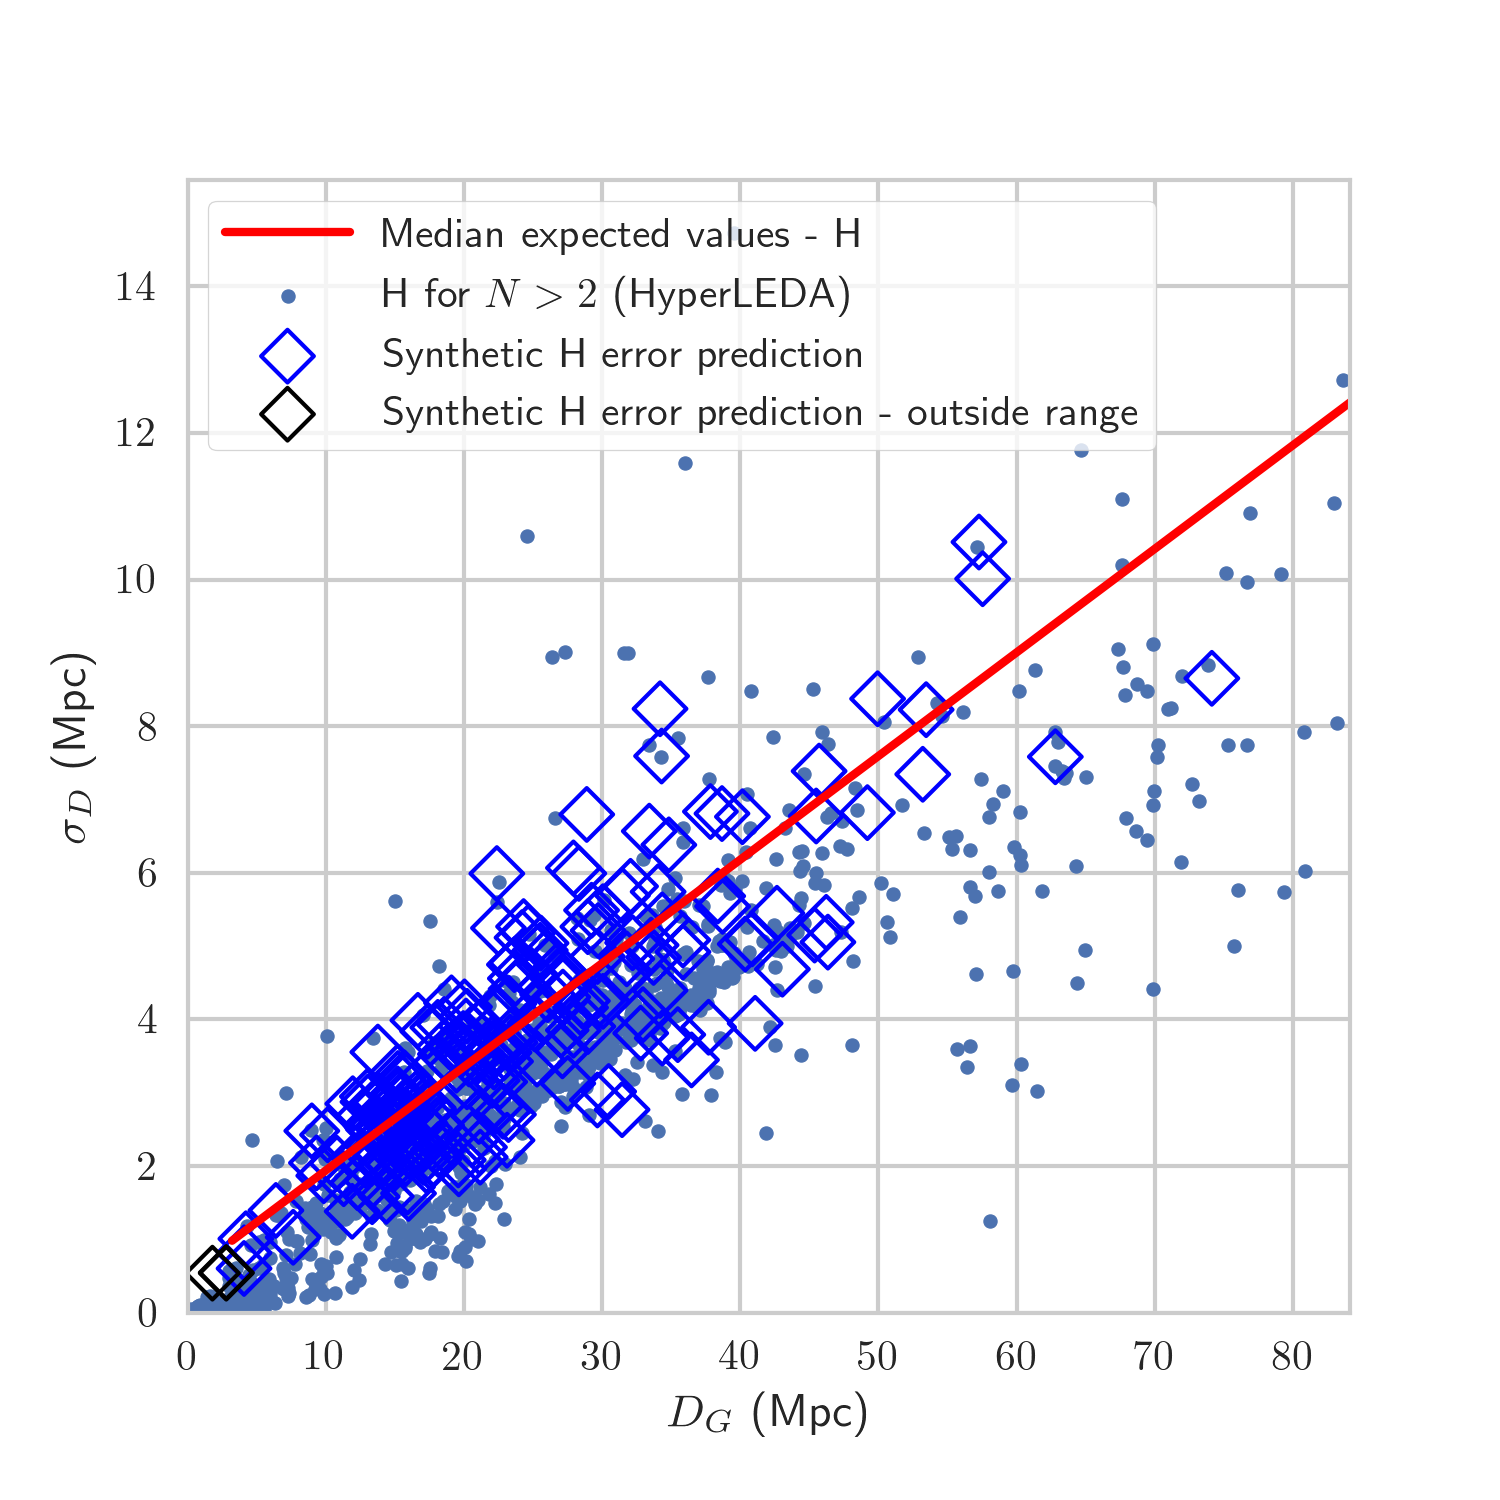 Median expected values - H
H for N > 2 (HyperLEDA)
Synthetic H error prediction
Synthetic H error prediction - outside range
14
12
10
8
6
4
2
0
σ_D (Mpc)
0 10 20 30 40 50 60 70 80
D_G (Mpc)